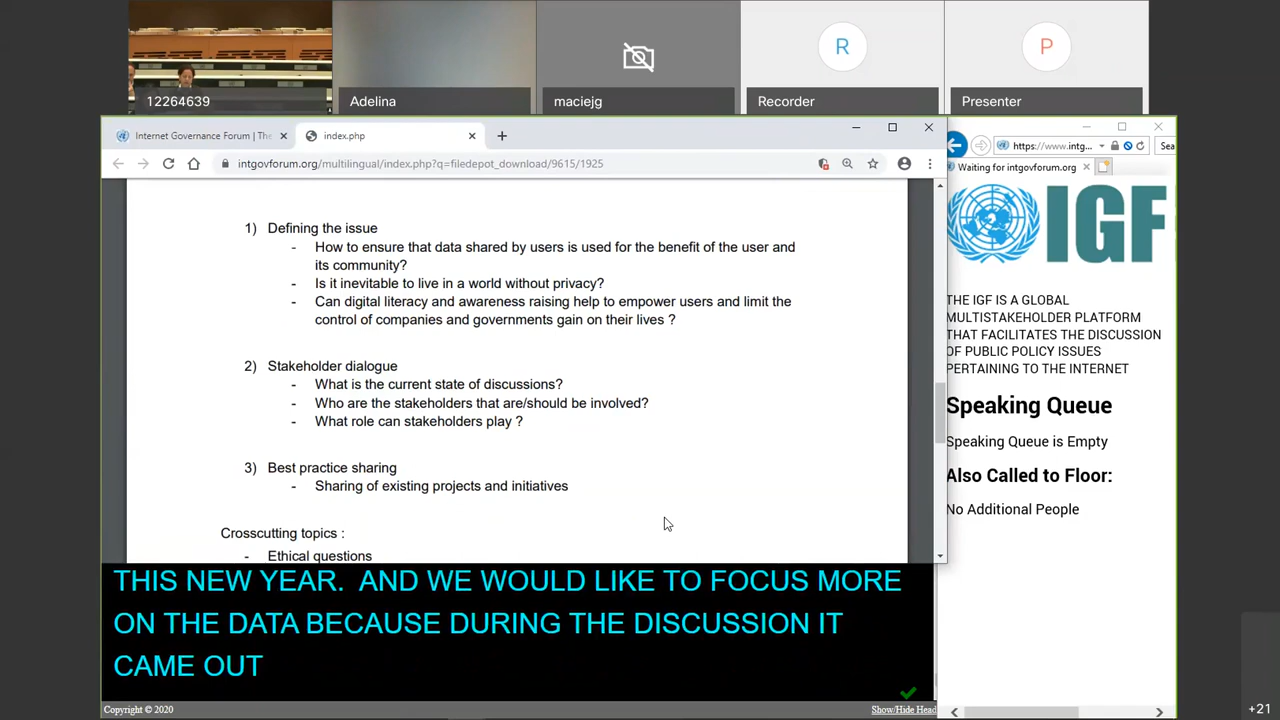 12264639
Adelina
maciejg
R
Recorder
P
Presenter
Internet Governance Forum | The
index.php
intgovforum.org/multilingual/index.php?q=filedepot_download/9615/1925
1) Defining the issue
- How to ensure that data shared by users is used for the benefit of the user and
its community?
- Is it inevitable to live in a world without privacy?
- Can digital literacy and awareness raising help to empower users and limit the
control of companies and governments gain on their lives ?
2) Stakeholder dialogue
- What is the current state of discussions?
- Who are the stakeholders that are/should be involved?
- What role can stakeholders play ?
3) Best practice sharing
- Sharing of existing projects and initiatives
Crosscutting topics :
- Ethical questions
https://www.intg...
Sea
Waiting for intgovforum.org
IGF
THE IGF IS A GLOBAL
MULTISTAKEHOLDER PLATFORM
THAT FACILITATES THE DISCUSSION
OF PUBLIC POLICY ISSUES
PERTAINING TO THE INTERNET
Speaking Queue
Speaking Queue is Empty
Also Called to Floor:
No Additional People
THIS NEW YEAR. AND WE WOULD LIKE TO FOCUS MORE
ON THE DATA BECAUSE DURING THE DISCUSSION IT
CAME OUT
Copyright © 2020
Show/Hide Head
+21